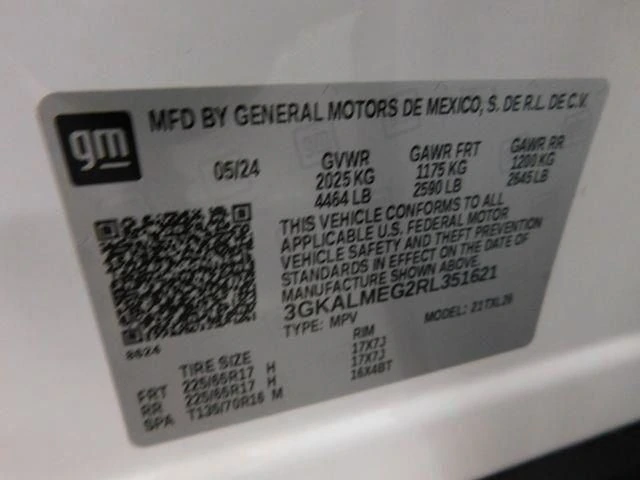 gm
MFD BY GENERAL MOTORS DE MEXICO, S. DE R.L. DE C.V.
05/24 GVWR GAWR FRT GAWR RR
2025 KG 1175 KG 1200 KG
4464 LB 2590 LB 2645 LB
THIS VEHICLE CONFORMS TO ALL
APPLICABLE U.S. FEDERAL MOTOR
VEHICLE SAFETY AND THEFT PREVENTION
STANDARDS IN EFFECT ON THE DATE OF
MANUFACTURE SHOWN ABOVE.
3GKALMEG2RL351621
TYPE: MPV MODEL: 21TXL26
8624
TIRE SIZE RIM
FRT 225/65R17 H 17X7J
RR 225/65R17 H 17X7J
SPA T135/70R16 M 16X4BT